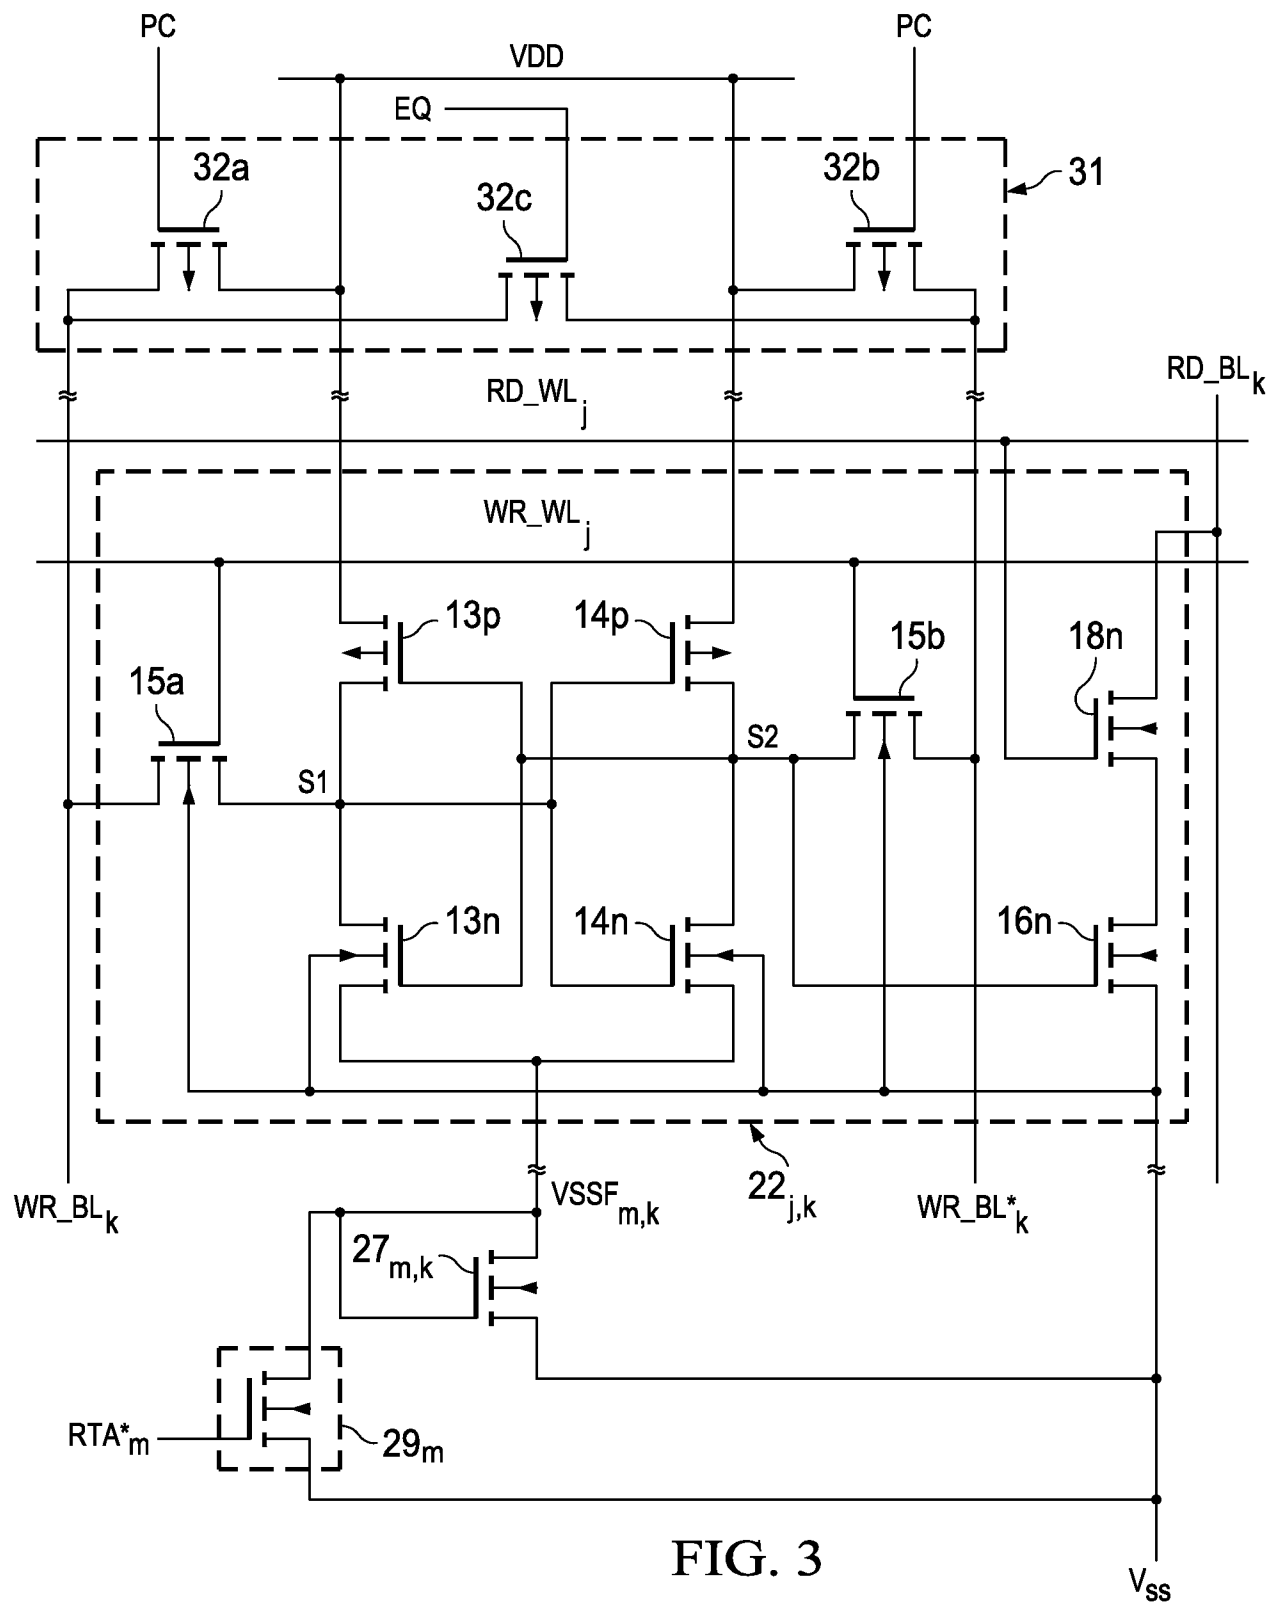 PC
PC
VDD
EQ
32a
32c
32b
31
RD_WLj
RD_BLk
WR_WLj
13p
14p
15b
18n
15a
S1
S2
13n
14n
16n
WR_BLk
VSSFm,k
22j,k
WR_BL*k
27m,k
RTA*m
29m
FIG. 3
VSS